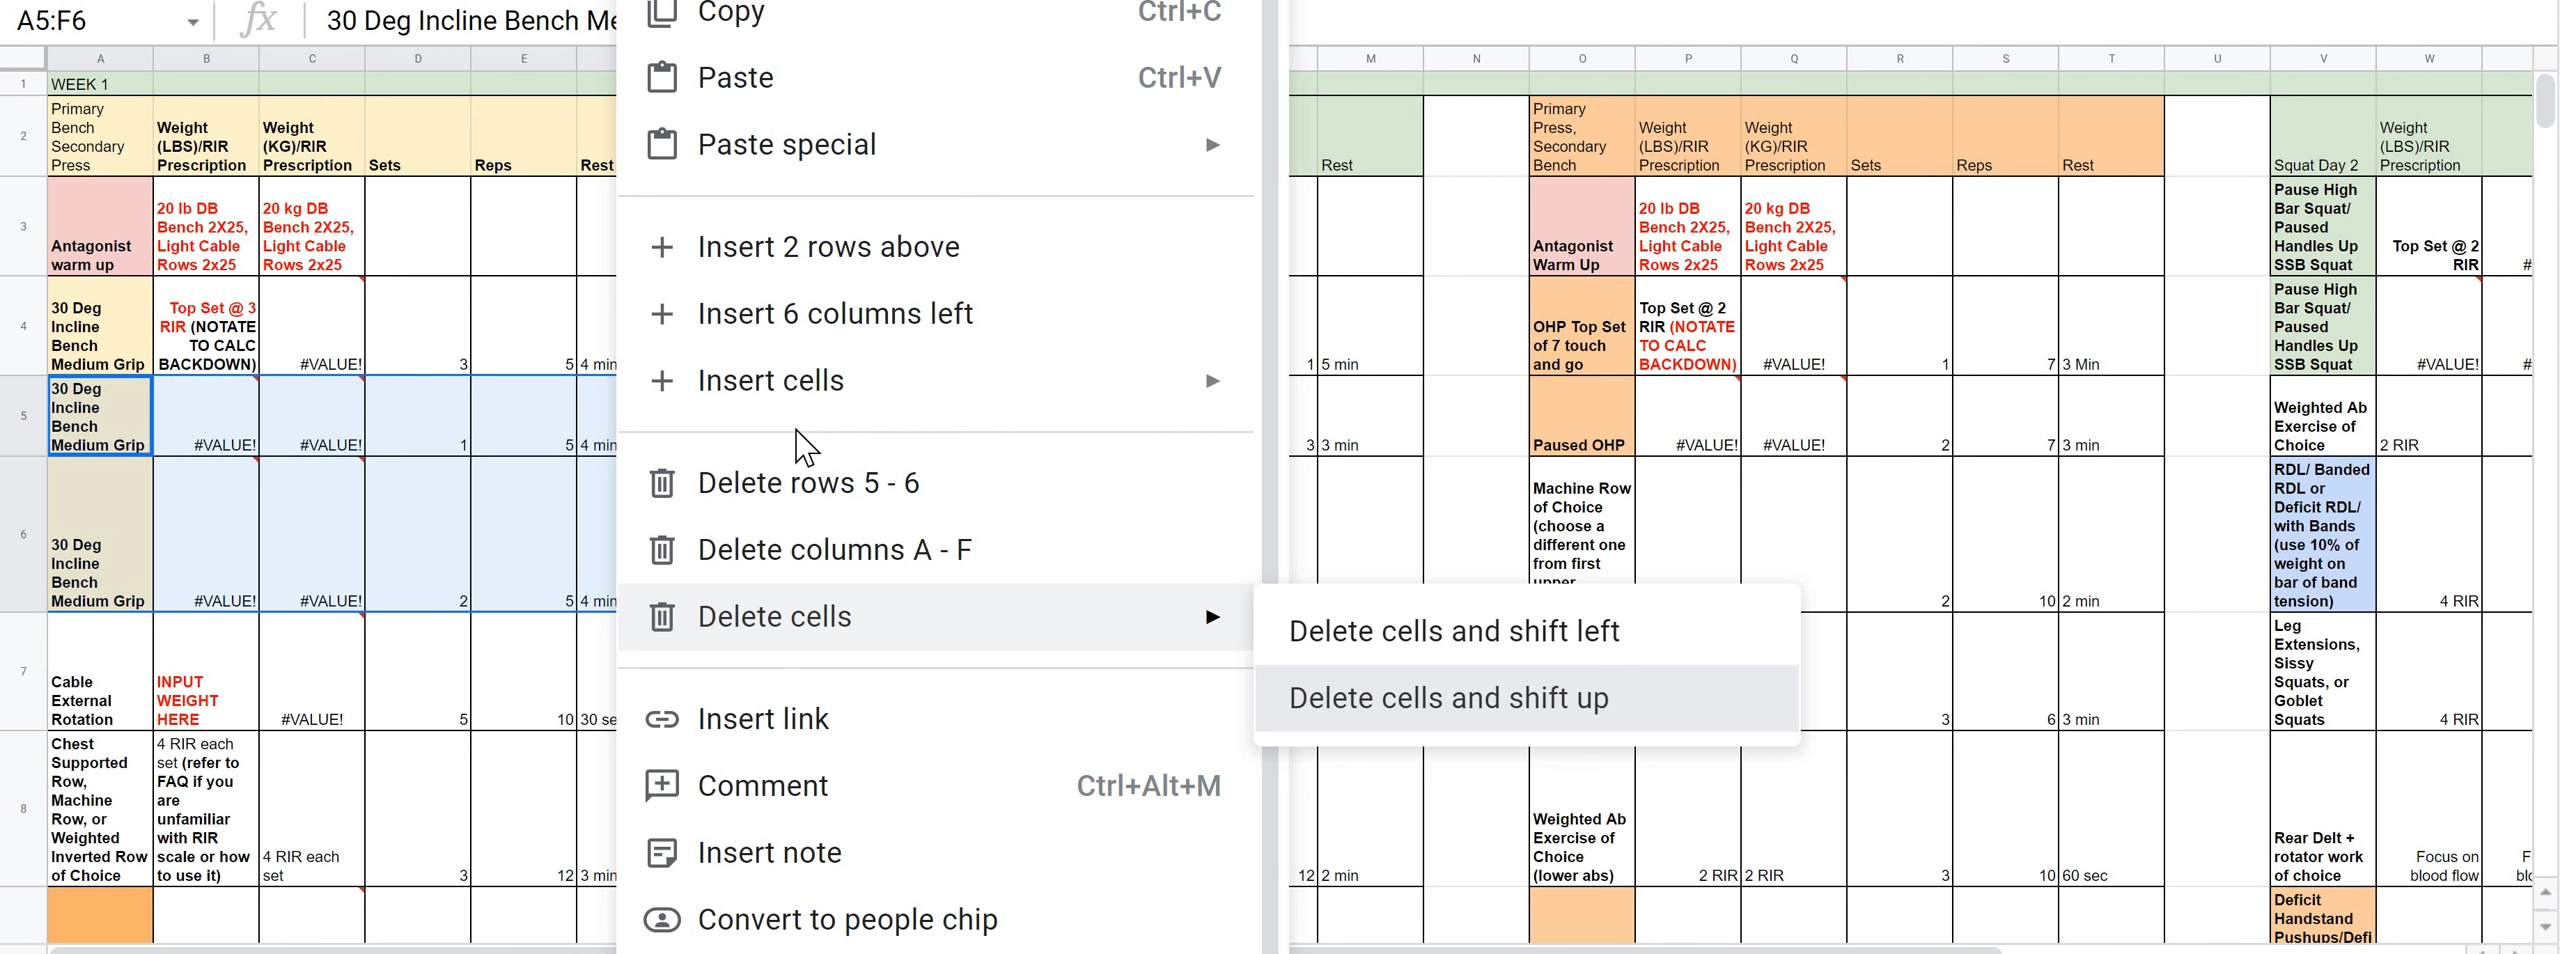 A5:F6
fx
30 Deg Incline Bench Me
Copy Ctrl+C
Paste Ctrl+V
Paste special
Insert 2 rows above
Insert 6 columns left
Insert cells
Delete rows 5 - 6
Delete columns A - F
Delete cells
Delete cells and shift left
Delete cells and shift up
Insert link
Comment Ctrl+Alt+M
Insert note
Convert to people chip
A B C D E M N O P Q R S T U V W
1 WEEK 1
2
Primary
Bench
Secondary
Press
Weight
(LBS)/RIR
Prescription
Weight
(KG)/RIR
Prescription
Sets
Reps
Rest
Rest
Primary
Press,
Secondary
Bench
Weight
(LBS)/RIR
Prescription
Weight
(KG)/RIR
Prescription
Sets
Reps
Rest
Squat Day 2
Weight
(LBS)/RIR
Prescription
3
Antagonist
warm up
20 lb DB
Bench 2X25,
Light Cable
Rows 2x25
20 kg DB
Bench 2X25,
Light Cable
Rows 2x25
Antagonist
Warm Up
20 lb DB
Bench 2X25,
Light Cable
Rows 2x25
20 kg DB
Bench 2X25,
Light Cable
Rows 2x25
Pause High
Bar Squat/
Paused
Handles Up
SSB Squat
Top Set @ 2
RIR
#
4
30 Deg
Incline
Bench
Medium Grip
Top Set @ 3
RIR (NOTATE
TO CALC
BACKDOWN)
#VALUE!
3
5
4 min
1
5 min
OHP Top Set
of 7 touch
and go
Top Set @ 2
RIR (NOTATE
TO CALC
BACKDOWN)
#VALUE!
1
7
3 Min
Pause High
Bar Squat/
Paused
Handles Up
SSB Squat
#VALUE!
#
5
30 Deg
Incline
Bench
Medium Grip
#VALUE!
#VALUE!
1
5
4 min
3
3 min
Paused OHP
#VALUE!
#VALUE!
2
7
3 min
Weighted Ab
Exercise of
Choice
2 RIR
6
30 Deg
Incline
Bench
Medium Grip
#VALUE!
#VALUE!
2
5
4 min
Machine Row
of Choice
(choose a
different one
from first
upper
2
10
2 min
RDL/ Banded
RDL or
Deficit RDL/
with Bands
(use 10% of
weight on
bar of band
tension)
4 RIR
7
Cable
External
Rotation
INPUT
WEIGHT
HERE
#VALUE!
5
10
30 se
3
6
3 min
Leg
Extensions,
Sissy
Squats, or
Goblet
Squats
4 RIR
8
Chest
Supported
Row,
Machine
Row, or
Weighted
Inverted Row
of Choice
4 RIR each
set (refer to
FAQ if you
are
unfamiliar
with RIR
scale or how
to use it)
4 RIR each
set
3
12
3 min
12
2 min
Weighted Ab
Exercise of
Choice
(lower abs)
2 RIR
2 RIR
3
10
60 sec
Rear Delt +
rotator work
of choice
Focus on
blood flow
F
blo
Deficit
Handstand
Pushups/Defi